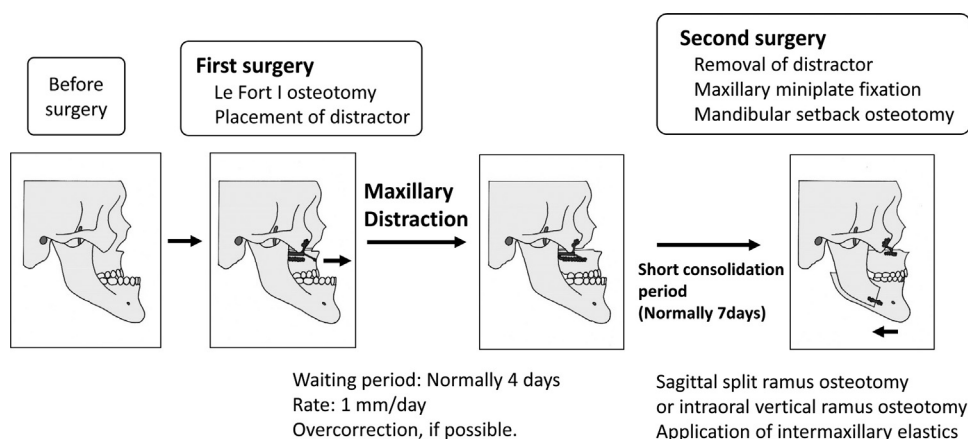 Before
surgery
First surgery
Le Fort I osteotomy
Placement of distractor
Second surgery
Removal of distractor
Maxillary miniplate fixation
Mandibular setback osteotomy
Maxillary
Distraction
Short consolidation
period
(Normally 7days)
Waiting period: Normally 4 days
Rate: 1 mm/day
Overcorrection, if possible.
Sagittal split ramus osteotomy
or intraoral vertical ramus osteotomy
Application of intermaxillary elastics